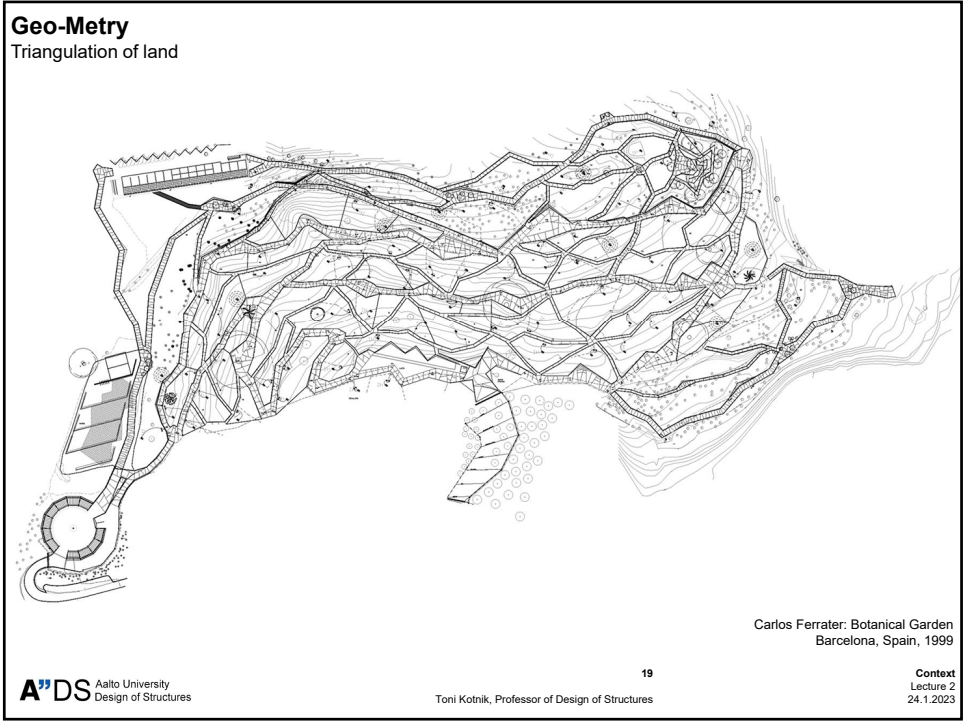 Geo-Metry
Triangulation of land
Carlos Ferrater: Botanical Garden
Barcelona, Spain, 1999
A”DS Aalto University
Design of Structures
19
Toni Kotnik, Professor of Design of Structures
Context
Lecture 2
24.1.2023